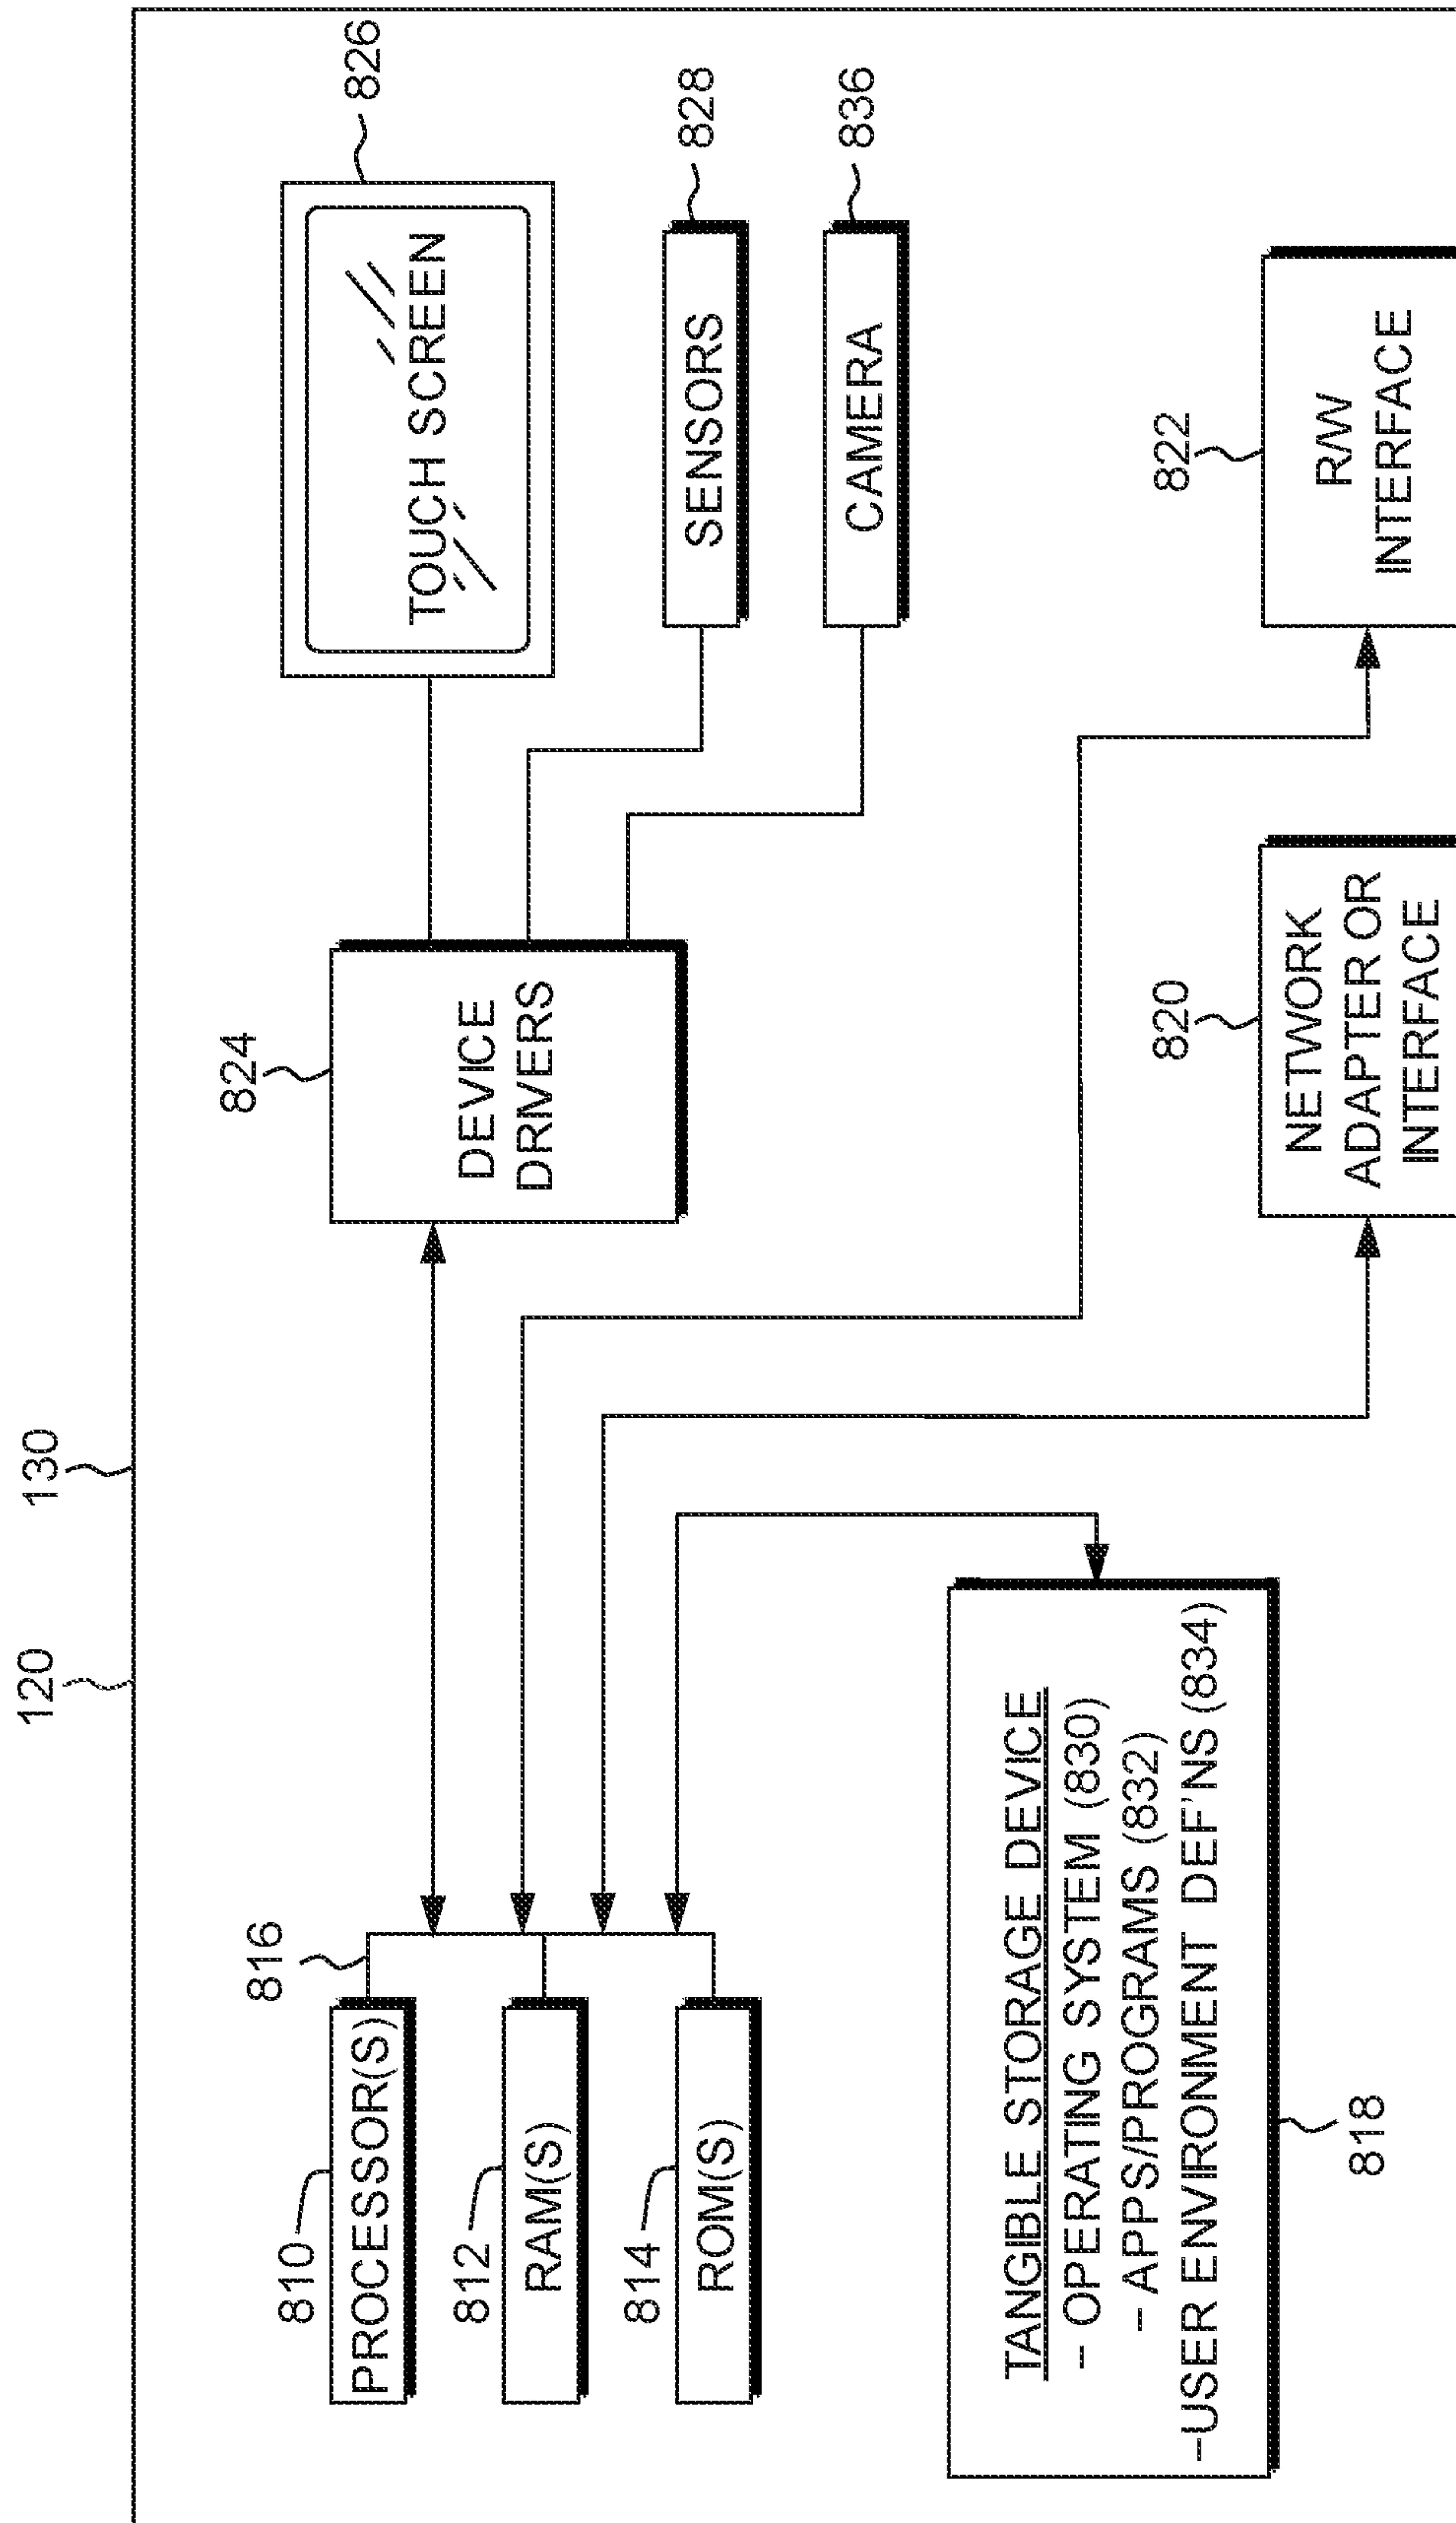 120
130
816
824
826
810
PROCESSOR(S)
DEVICE
DRIVERS
TOUCH SCREEN
812
RAM(S)
828
SENSORS
814
ROM(S)
836
CAMERA
TANGIBLE STORAGE DEVICE
- OPERATING SYSTEM (830)
- APPS/PROGRAMS (832)
-USER ENVIRONMENT DEF'NS (834)
818
820
NETWORK
ADAPTER OR
INTERFACE
822
R/W
INTERFACE